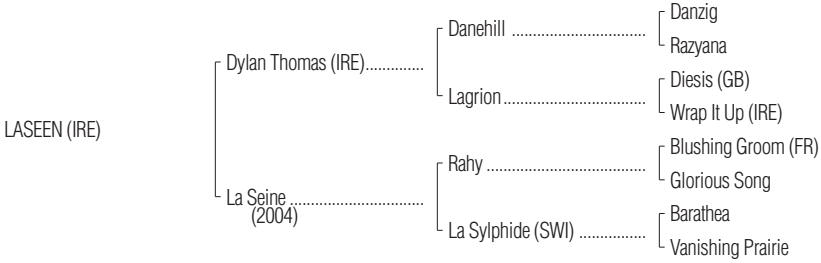 Danzig
Danehill ................................
Razyana
Dylan Thomas (IRE)..............
Diesis (GB)
Lagrion..................................
Wrap It Up (IRE)
LASEEN (IRE)
Blushing Groom (FR)
Rahy ......................................
Glorious Song
La Seine ................................
(2004)
Barathea
La Sylphide (SWI) ................
Vanishing Prairie